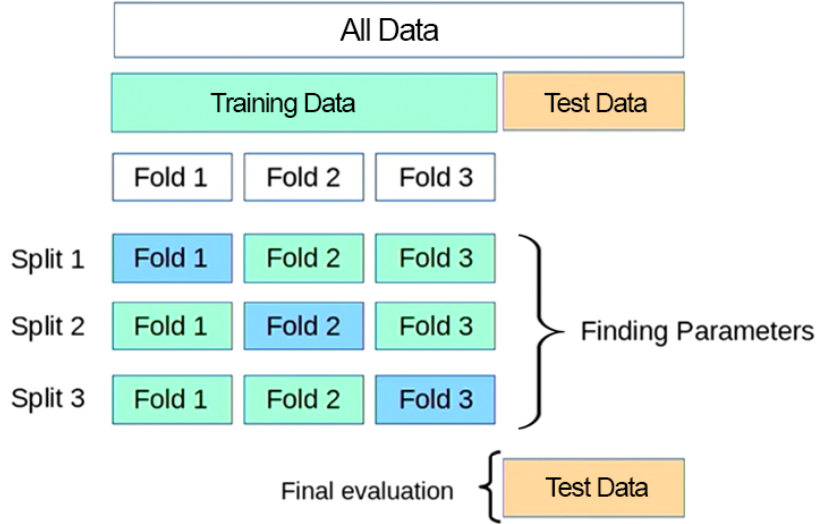 All Data
Training Data Test Data
Fold 1 Fold 2 Fold 3
Split 1 Fold 1 Fold 2 Fold 3
Split 2 Fold 1 Fold 2 Fold 3 Finding Parameters
Split 3 Fold 1 Fold 2 Fold 3
Final evaluation Test Data